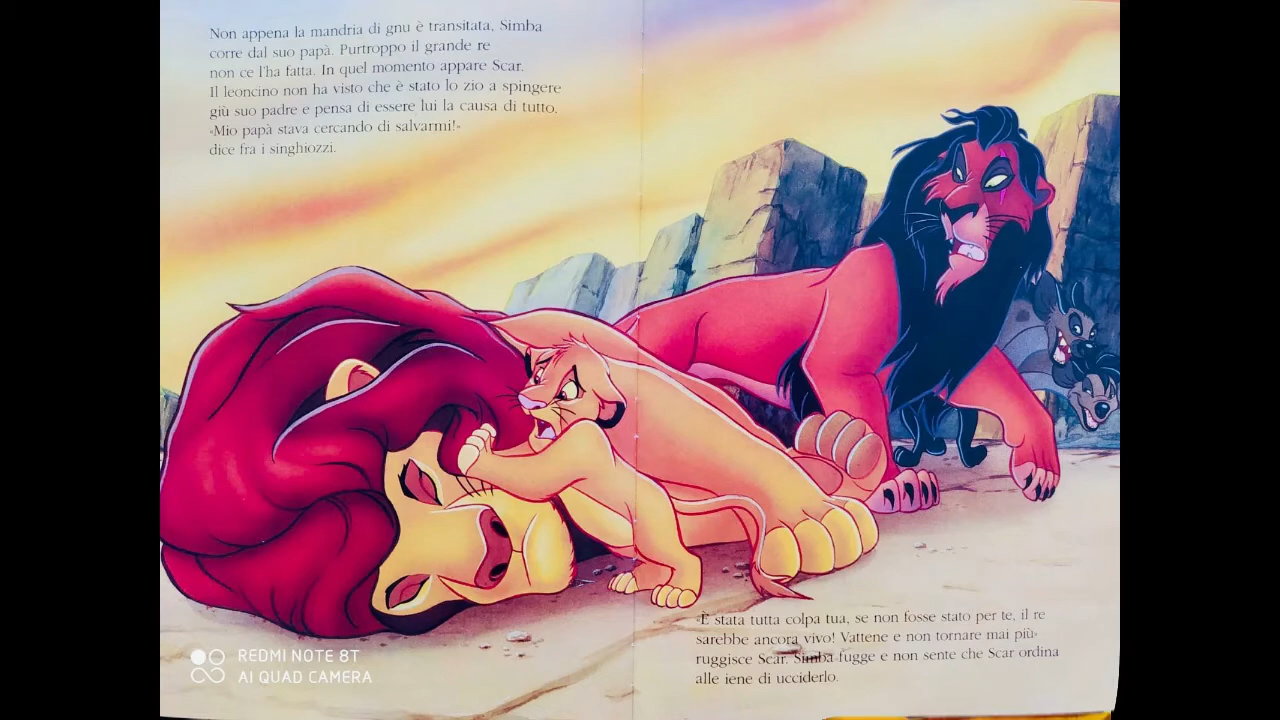 Non appena la mandria di gnu è transitata, Simba
corre dal suo papà. Purtroppo il grande re
non ce l'ha fatta. In quel momento appare Scar.
Il leoncino non ha visto che è stato lo zio a spingere
giù suo padre e pensa di essere lui la causa di tutto.
«Mio papà stava cercando di salvarmi!»
dice fra i singhiozzi.
«È stata tutta colpa tua, se non fosse stato per te, il re
sarebbe ancora vivo! Vattene e non tornare mai più»
ruggisce Scar. Simba fugge e non sente che Scar ordina
alle iene di ucciderlo.
REDMI NOTE 8T
AI QUAD CAMERA